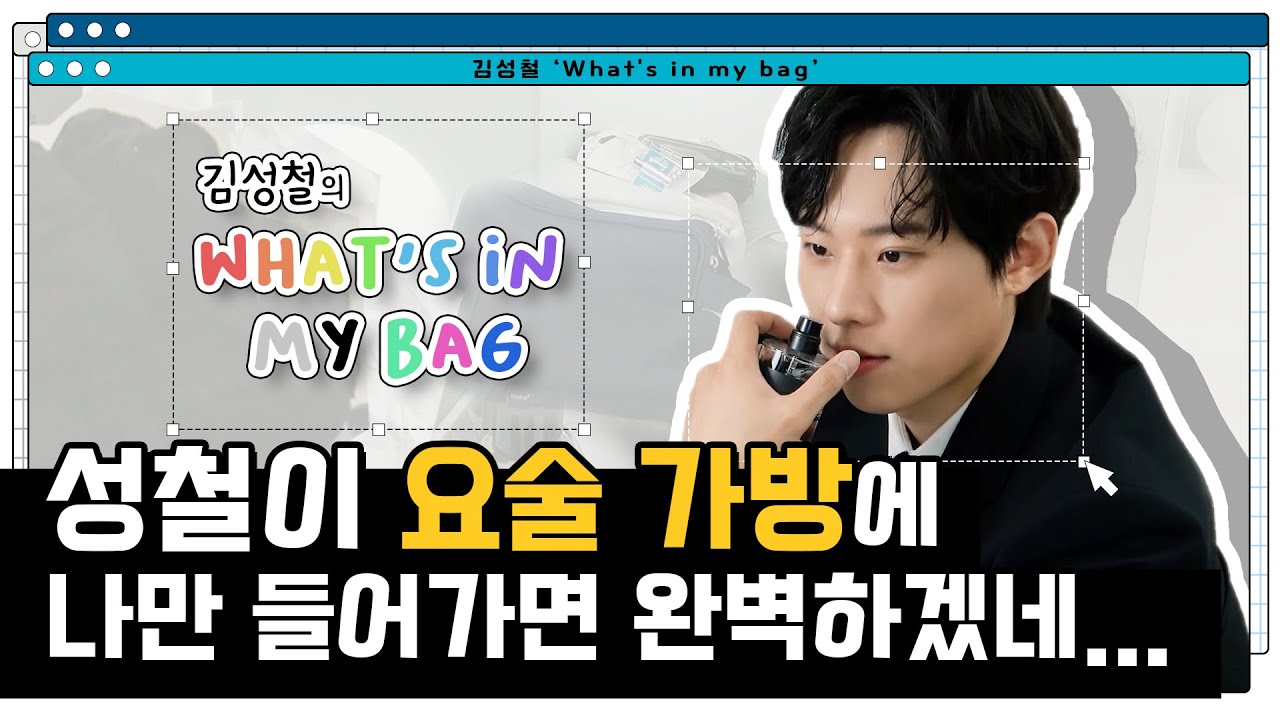 김성철 ‘What's in my bag’
김성철의
WHAT'S iN
MY BAG
성철이 요술 가방에
나만 들어가면 완벽하겠네...